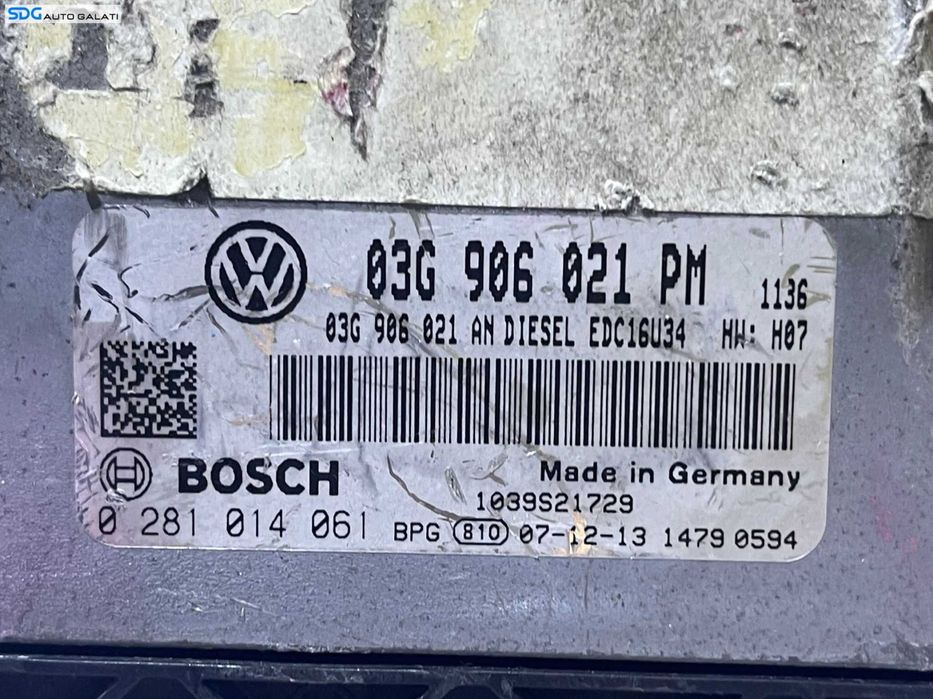 SDG AUTO GALATI
03G 906 021 PM 1136
03G 906 021 AN DIESEL EDC16U34 HW: H07
BOSCH Made in Germany
1039S21729
0 281 014 061 BPG 810 07-12-13 1479 0594